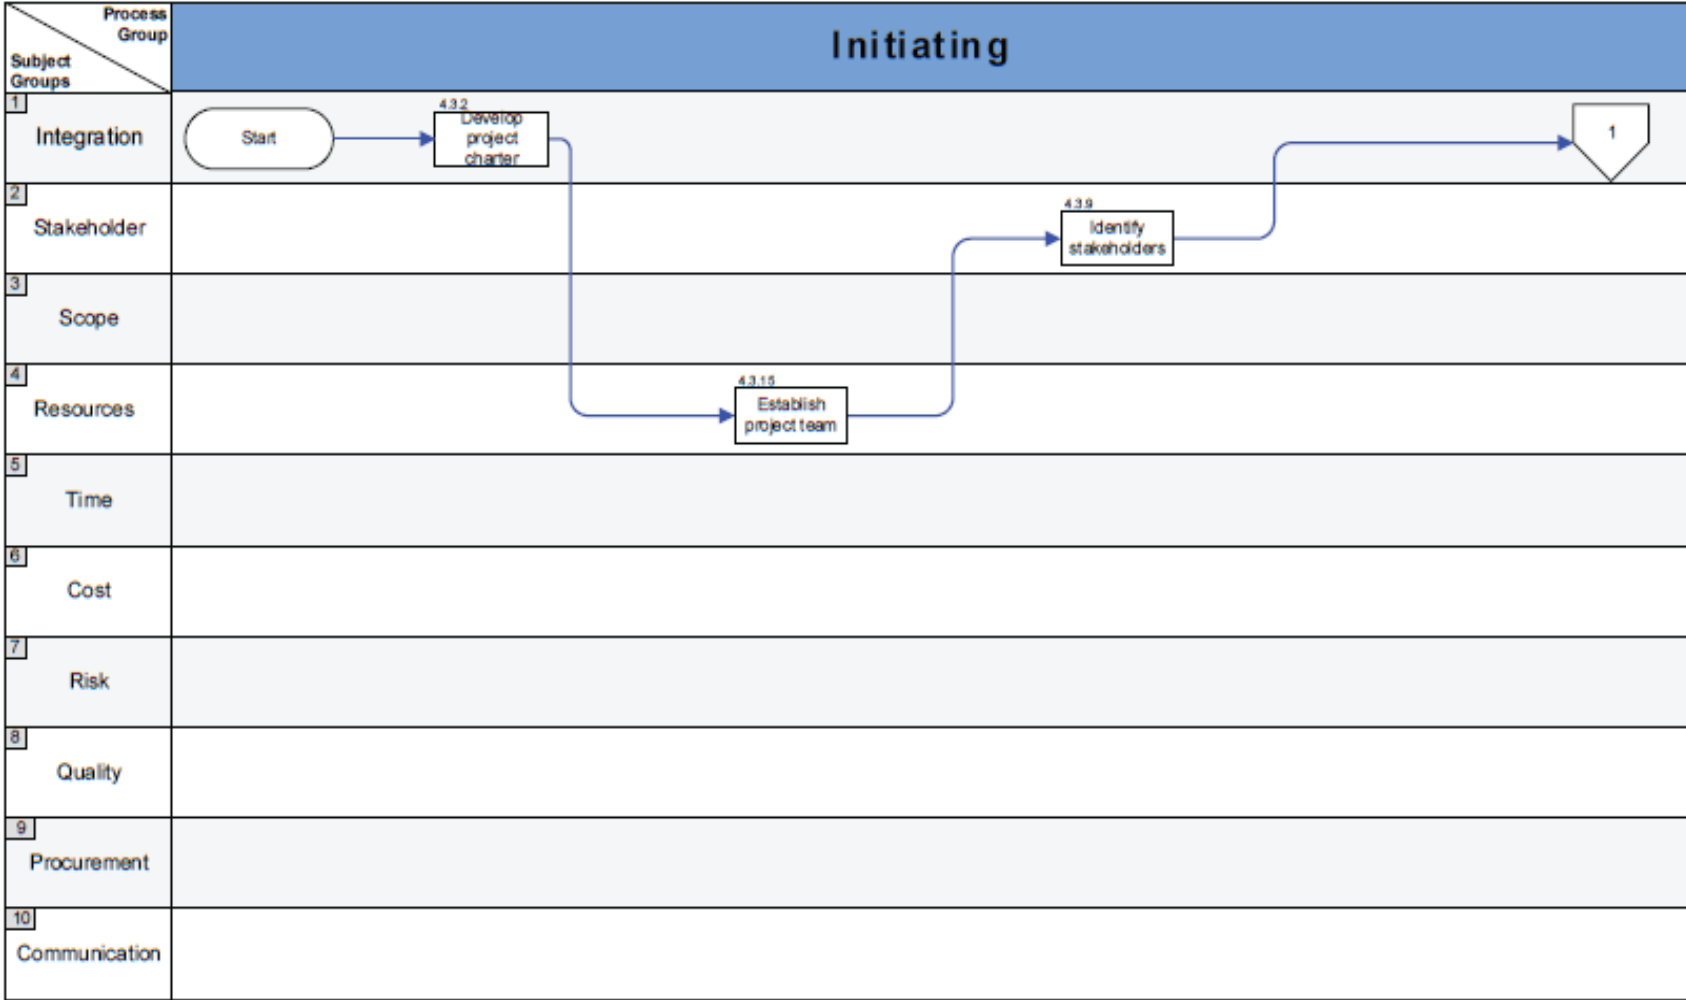 Process
Group
Subject
Groups
Initiating
1
Integration
Start
4.3.2
Develop
project
charter
1
2
Stakeholder
4.3.9
Identify
stakeholders
3
Scope
4
Resources
4.3.15
Establish
project team
5
Time
6
Cost
7
Risk
8
Quality
9
Procurement
10
Communication